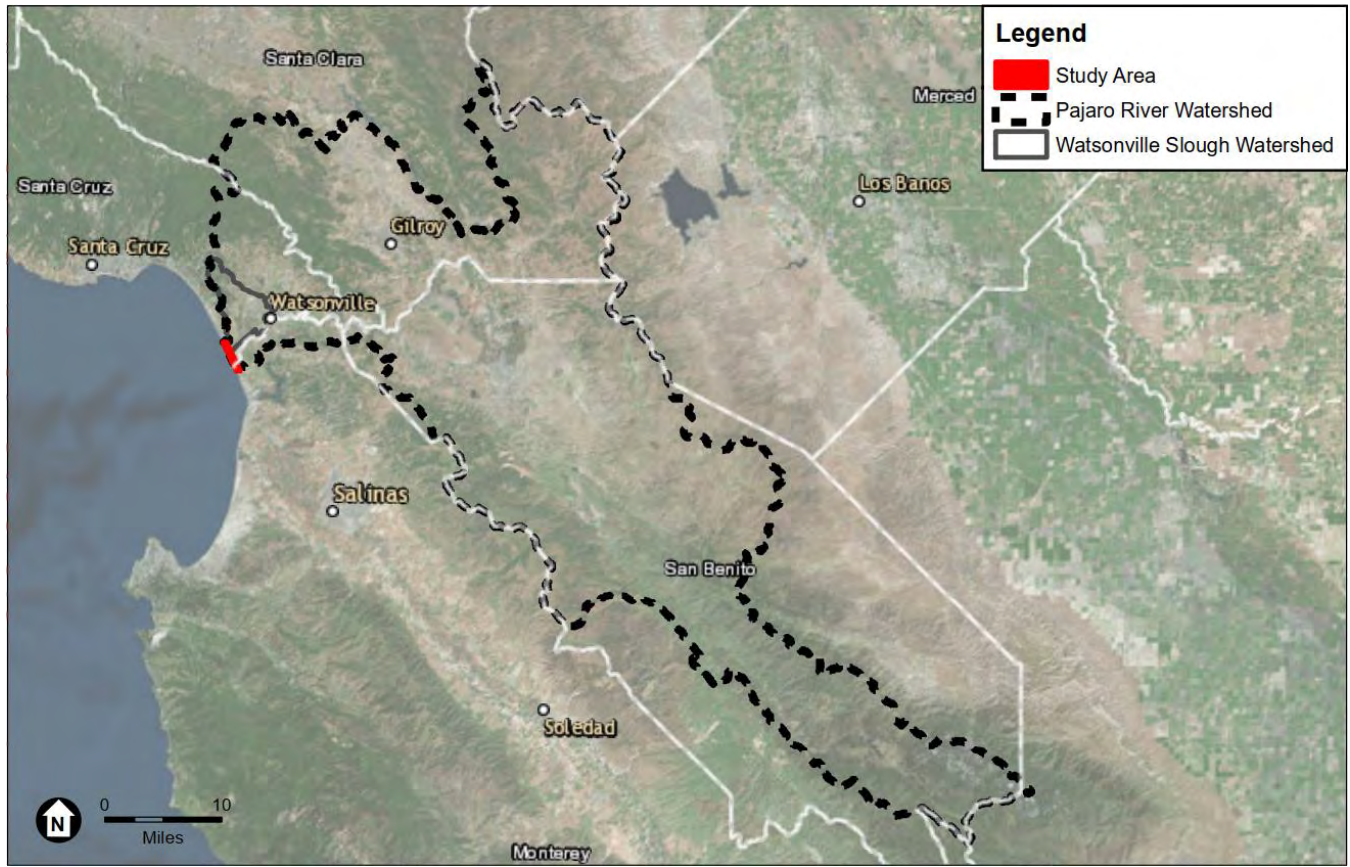 Legend
Study Area
Pajaro River Watershed
Watsonville Slough Watershed
Santa Clara
Merced
Santa Cruz
Los Banos
Gilroy
Santa Cruz
Watsonville
Salinas
San Benito
Soledad
Monterey
N
0 10
Miles